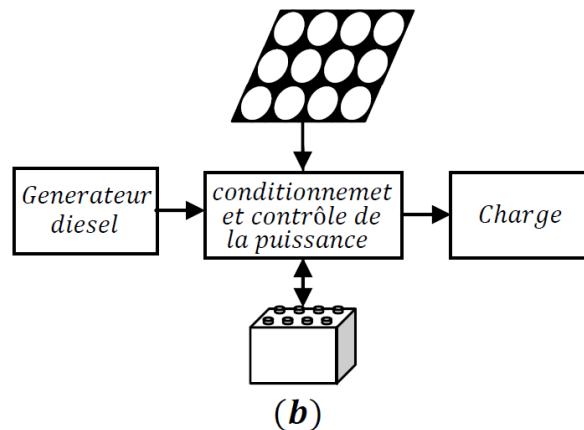 Generateur
diesel
conditionnemet
et contrôle de
la puissance
Charge
(b)